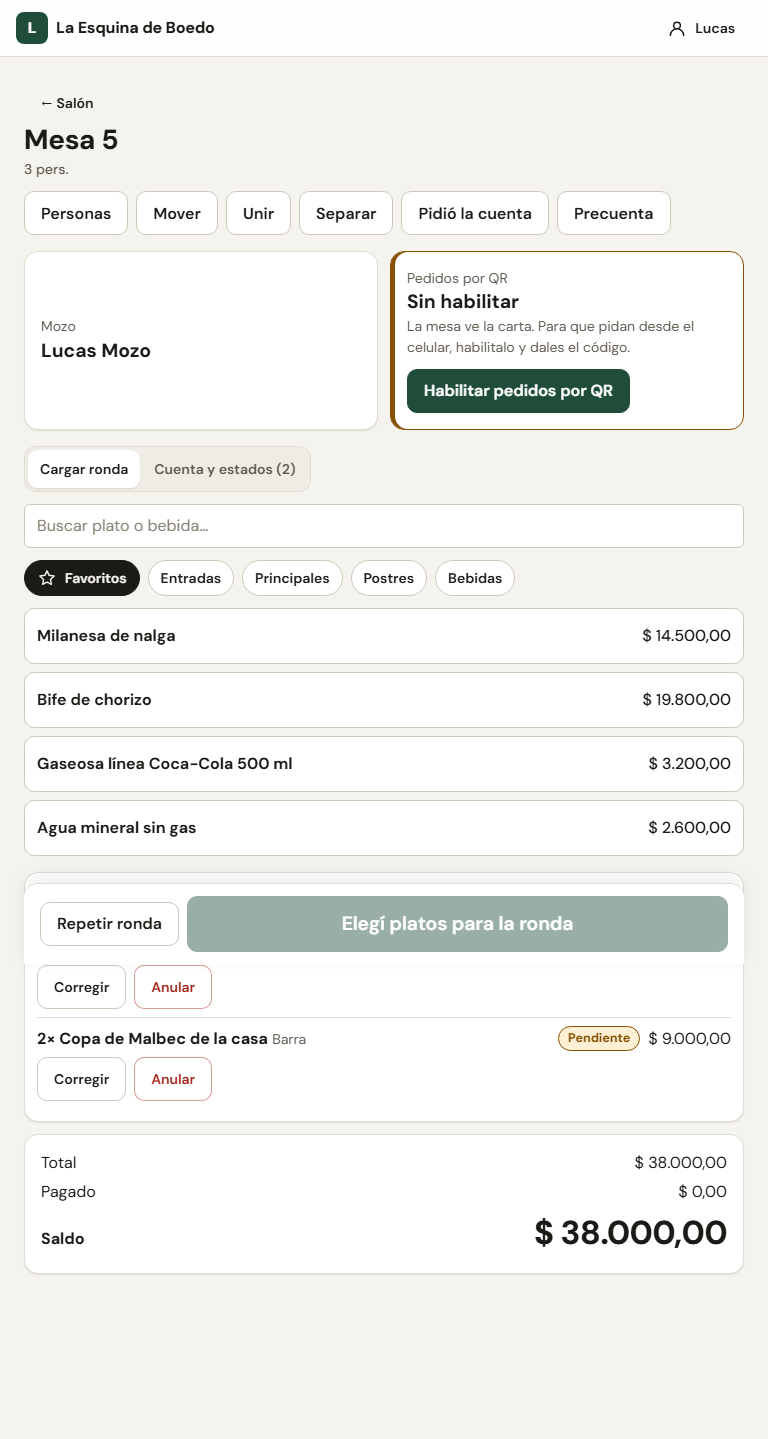 L La Esquina de Boedo Lucas
← Salón
Mesa 5
3 pers.
Personas Mover Unir Separar Pidió la cuenta Precuenta
Mozo
Lucas Mozo
Pedidos por QR
Sin habilitar
La mesa ve la carta. Para que pidan desde el
celular, habilitalo y dales el código.
Habilitar pedidos por QR
Cargar ronda Cuenta y estados (2)
Buscar plato o bebida...
Favoritos Entradas Principales Postres Bebidas
Milanesa de nalga $ 14.500,00
Bife de chorizo $ 19.800,00
Gaseosa línea Coca-Cola 500 ml $ 3.200,00
Agua mineral sin gas $ 2.600,00
Repetir ronda Elegí platos para la ronda
Corregir Anular
2× Copa de Malbec de la casa Barra Pendiente $ 9.000,00
Corregir Anular
Total $ 38.000,00
Pagado $ 0,00
Saldo $ 38.000,00